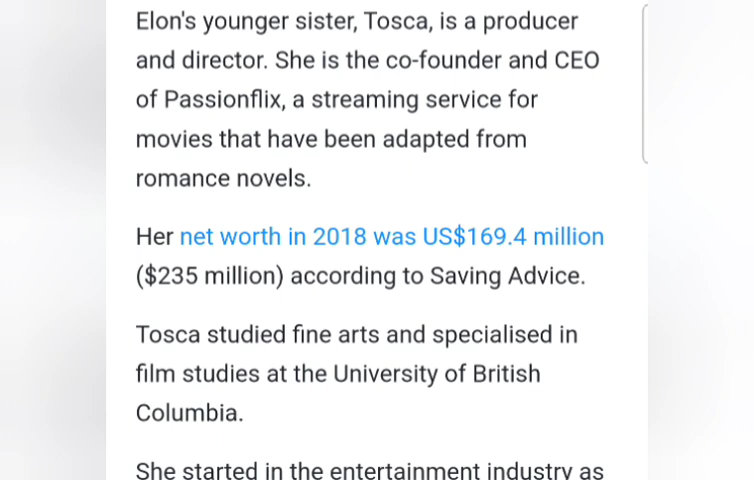 Elon's younger sister, Tosca, is a producer
and director. She is the co-founder and CEO
of Passionflix, a streaming service for
movies that have been adapted from
romance novels.
Her net worth in 2018 was US$169.4 million
($235 million) according to Saving Advice.
Tosca studied fine arts and specialised in
film studies at the University of British
Columbia.
She started in the entertainment industry as